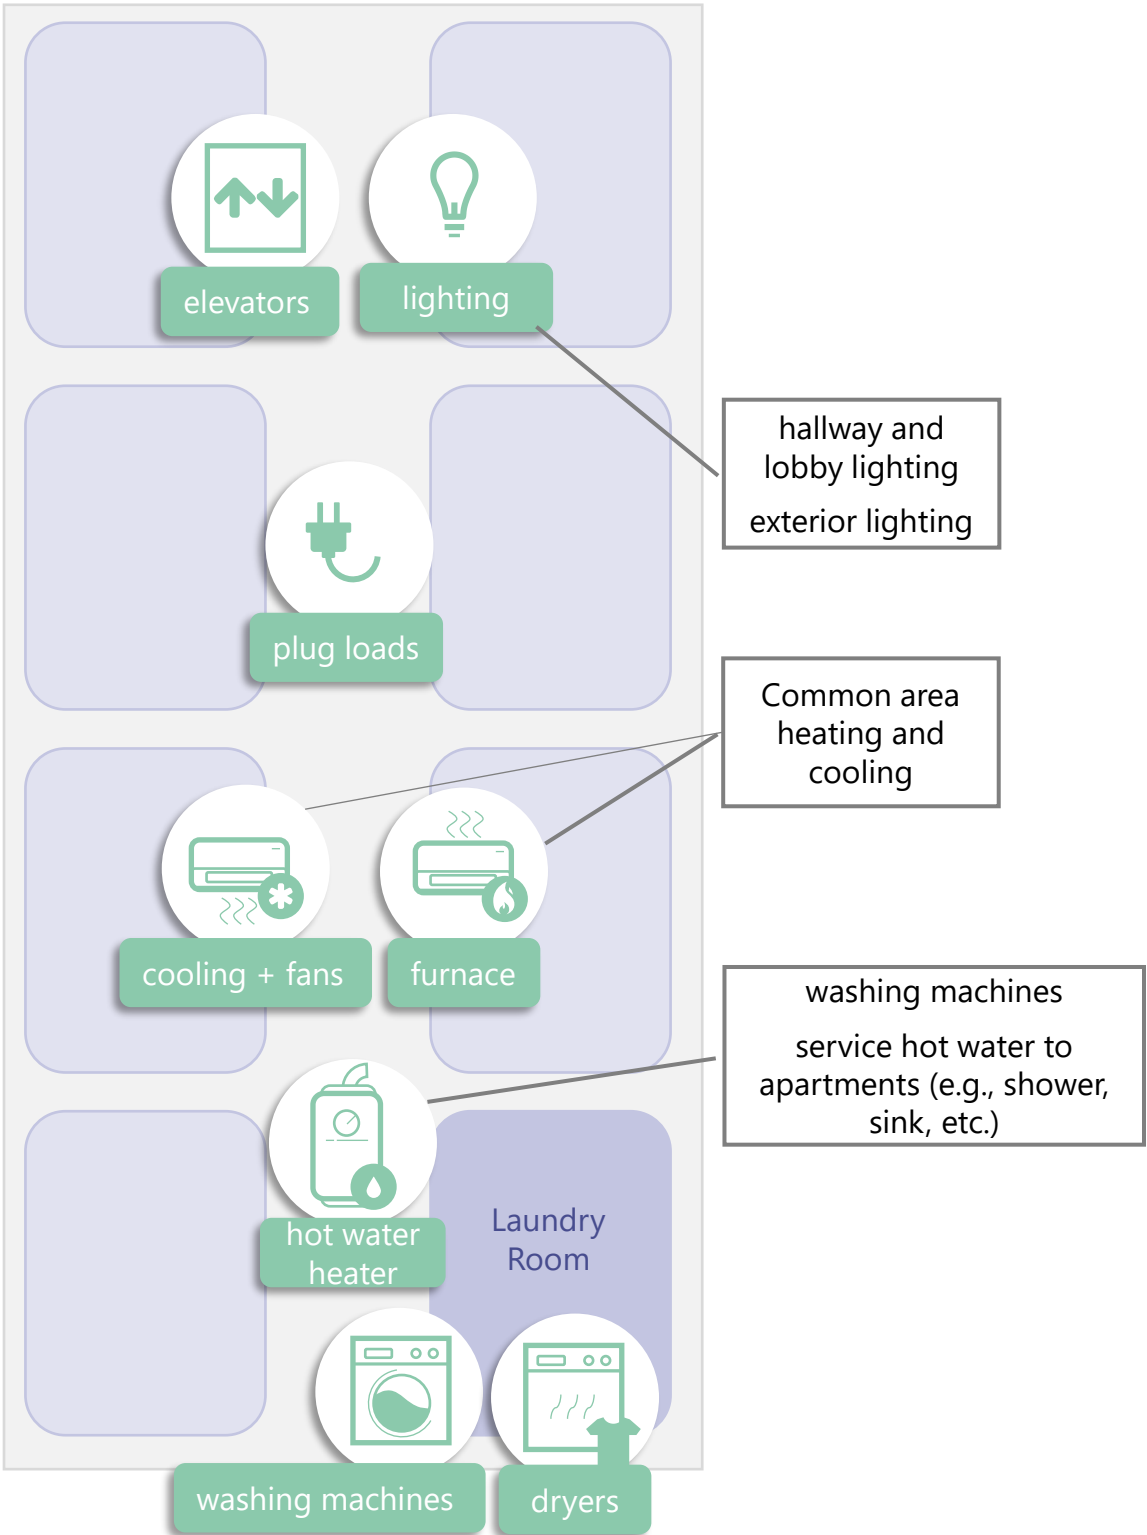 elevators
lighting
hallway and
lobby lighting
exterior lighting
plug loads
Common area
heating and
cooling
cooling + fans
furnace
washing machines
service hot water to
apartments (e.g., shower,
sink, etc.)
hot water
heater
Laundry
Room
washing machines
dryers